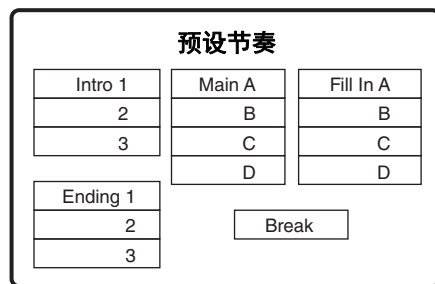 预设节奏
Intro 1
2
3
Main A
B
C
D
Fill In A
B
C
D
Ending 1
2
3
Break